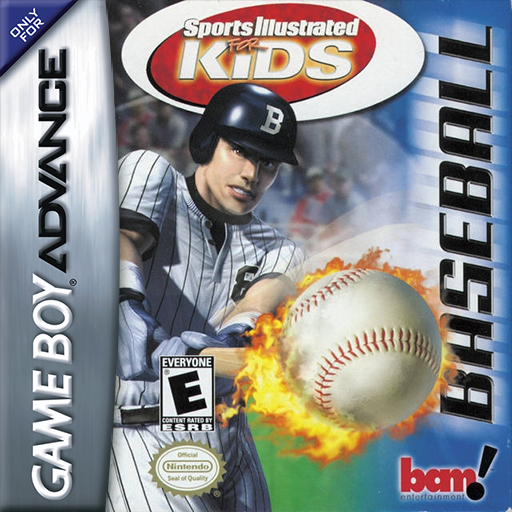 ONLY
FOR
GAME BOY ADVANCE
Sports Illustrated
FOR
KIDS
B
BASEBALL
8
EVERYONE
E
CONTENT RATED BY
ESRB
Official
Nintendo
Seal of Quality
bam!
entertainment